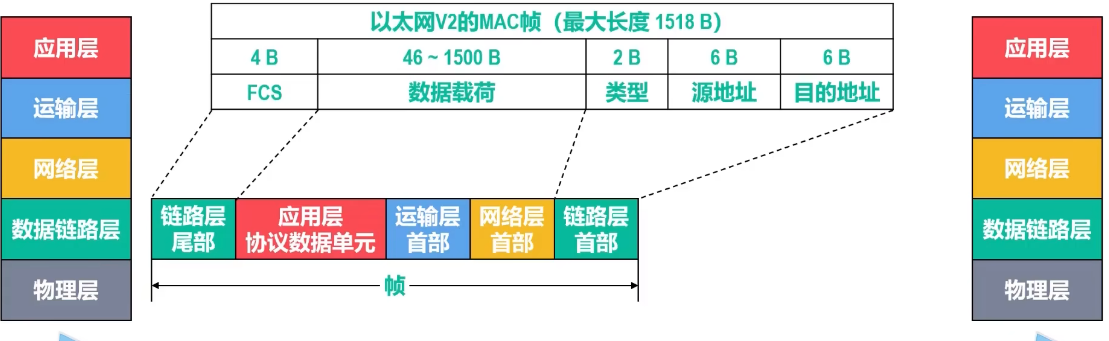 应用层
运输层
网络层
数据链路层
物理层
以太网V2的MAC帧（最大长度 1518 B）
4 B 46 ~ 1500 B 2 B 6 B 6 B
FCS 数据载荷 类型 源地址 目的地址
链路层
尾部
应用层
协议数据单元
运输层
首部
网络层
首部
链路层
首部
帧
应用层
运输层
网络层
数据链路层
物理层